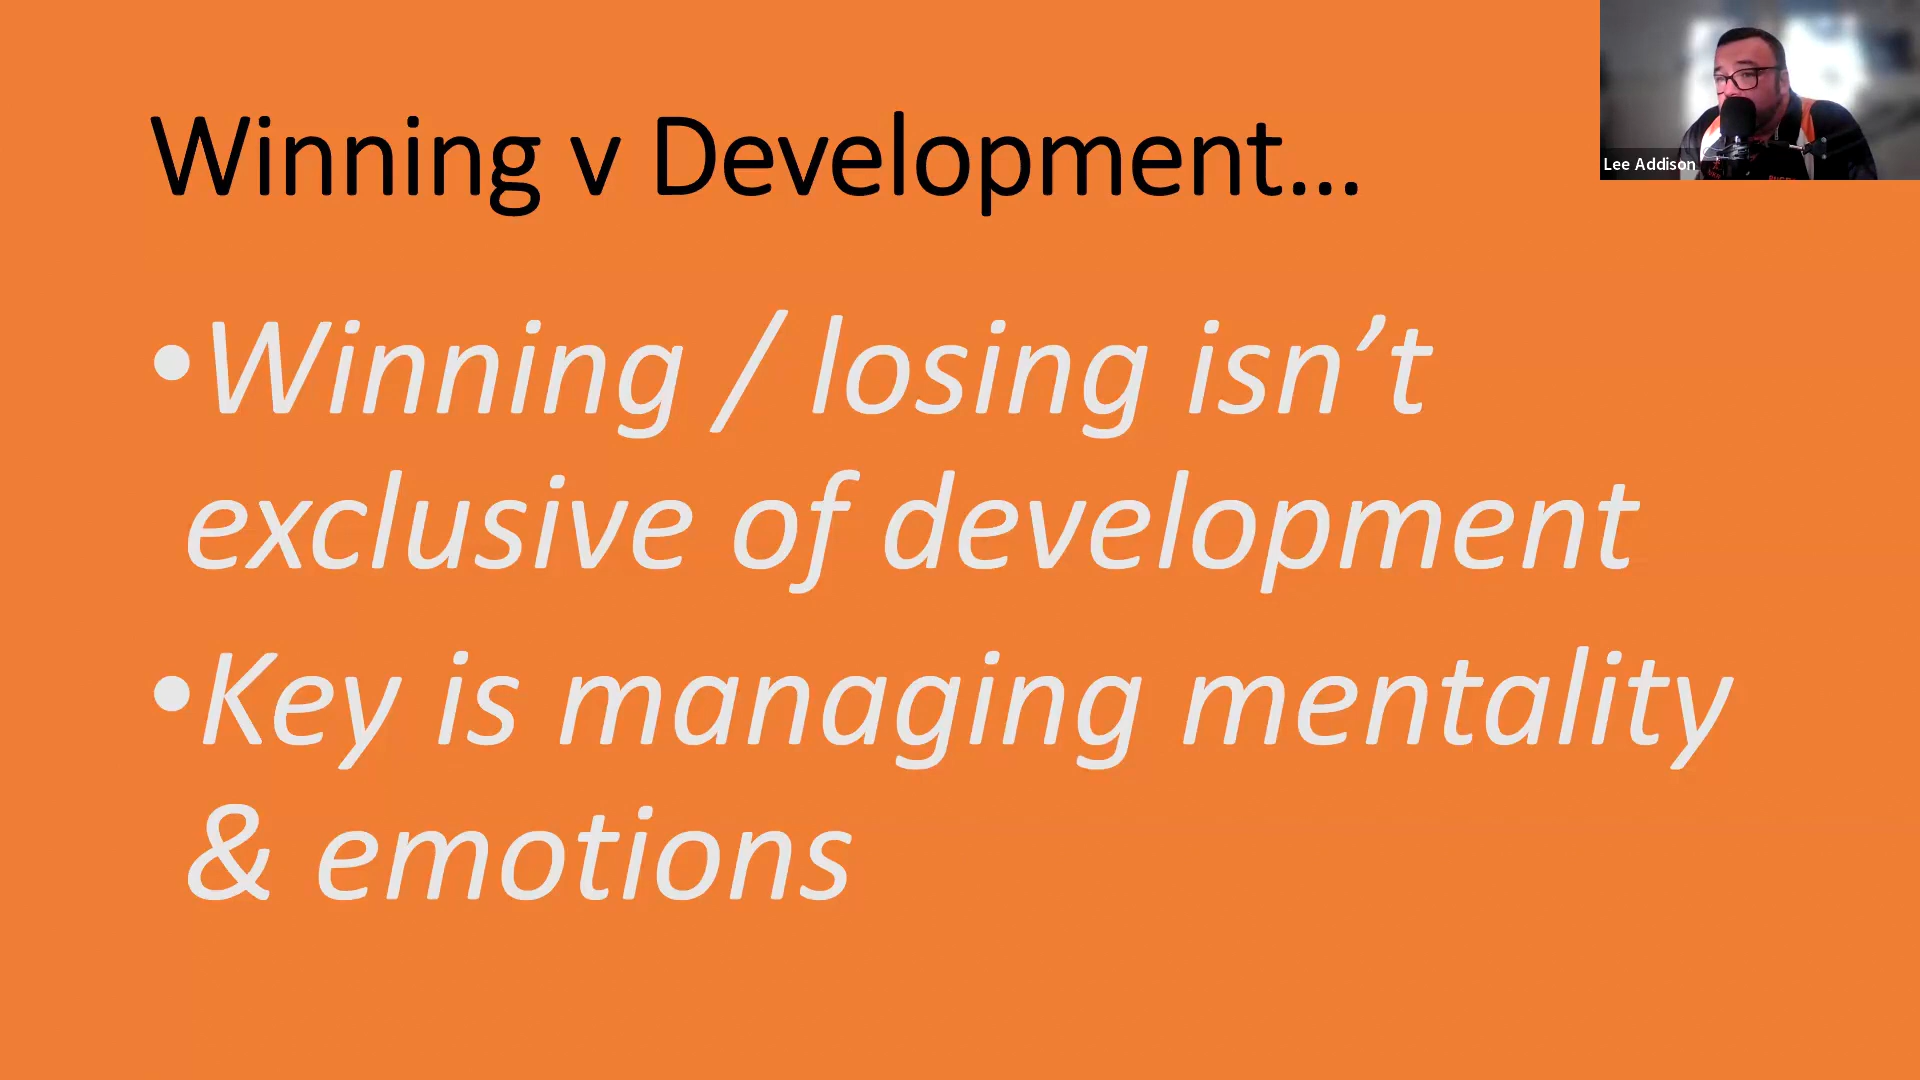 Winning v Development...
Lee Addison
•Winning / losing isn’t
exclusive of development
•Key is managing mentality
& emotions